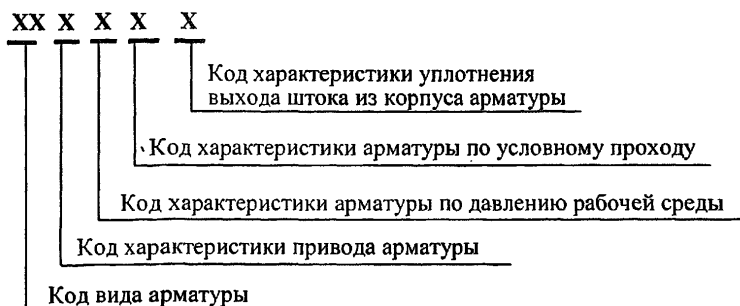 XX X X X X
Код характеристики уплотнения
выхода штока из корпуса арматуры
Код характеристики арматуры по условному проходу
Код характеристики арматуры по давлению рабочей среды
Код характеристики привода арматуры
Код вида арматуры